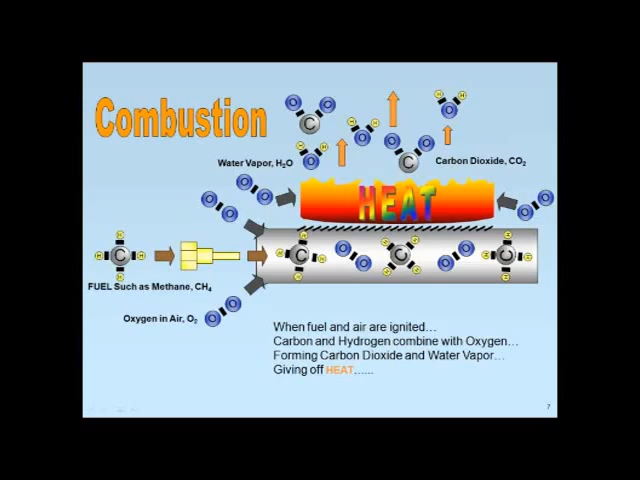 Combustion
Water Vapor, H₂O
Carbon Dioxide, CO₂
HEAT
FUEL Such as Methane, CH₄
Oxygen in Air, O₂
When fuel and air are ignited…
Carbon and Hydrogen combine with Oxygen…
Forming Carbon Dioxide and Water Vapor…
Giving off HEAT,.....
7
O O C
H H O
H H O
H H O
O O C
O O
O O
O O
H H C H H
H H C H H
O O
H H C H H
O O
H H C H H
O O